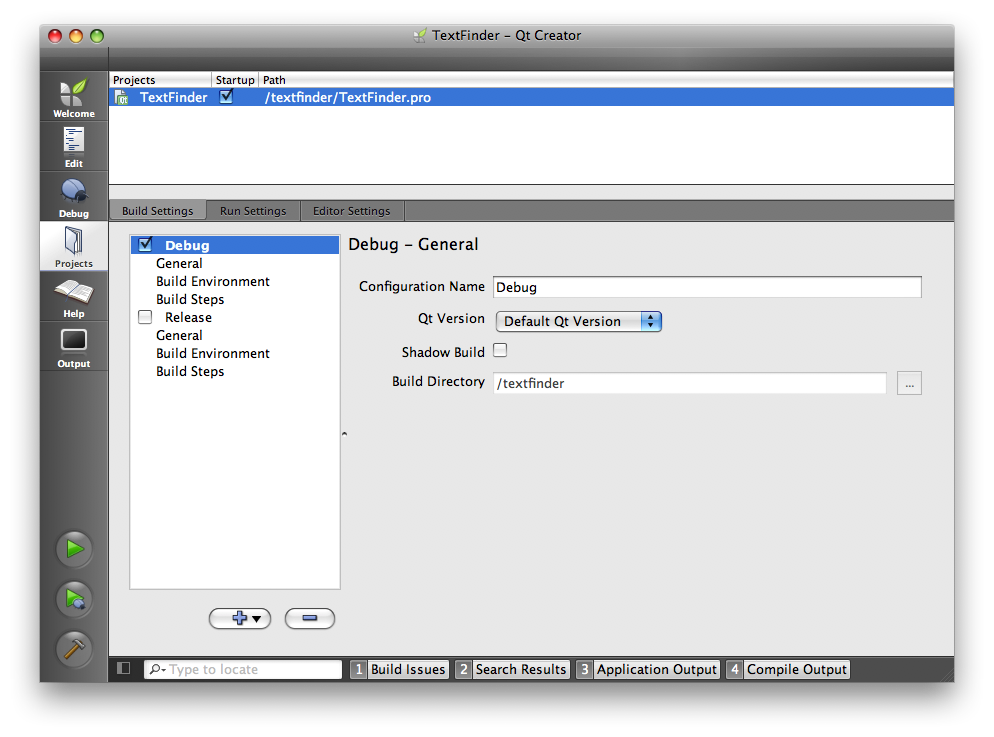 TextFinder – Qt Creator
Projects Startup Path
TextFinder /textfinder/TextFinder.pro
Welcome
Edit
Debug
Projects
Help
Output
Build Settings Run Settings Editor Settings
Debug
General
Build Environment
Build Steps
Release
General
Build Environment
Build Steps
Debug – General
Configuration Name Debug
Qt Version Default Qt Version
Shadow Build
Build Directory /textfinder ...
Type to locate 1 Build Issues 2 Search Results 3 Application Output 4 Compile Output